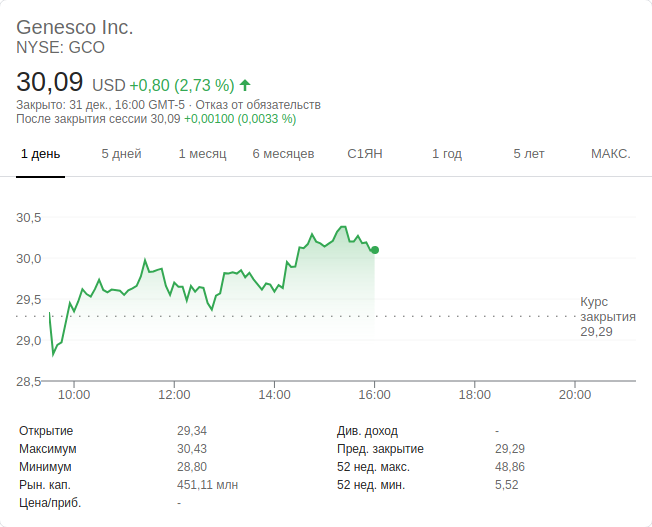 Genesco Inc.
NYSE: GCO
30,09 USD +0,80 (2,73 %)
Закрыто: 31 дек., 16:00 GMT-5 · Отказ от обязательств
После закрытия сессии 30,09 +0,00100 (0,0033 %)
1 день 5 дней 1 месяц 6 месяцев С1ЯН 1 год 5 лет МАКС.
30,5
30,0
29,5
29,0
28,5
Курс
закрытия
29,29
10:00 12:00 14:00 16:00 18:00 20:00
Открытие 29,34 Див. доход -
Максимум 30,43 Пред. закрытие 29,29
Минимум 28,80 52 нед. макс. 48,86
Рын. кап. 451,11 млн 52 нед. мин. 5,52
Цена/приб. -